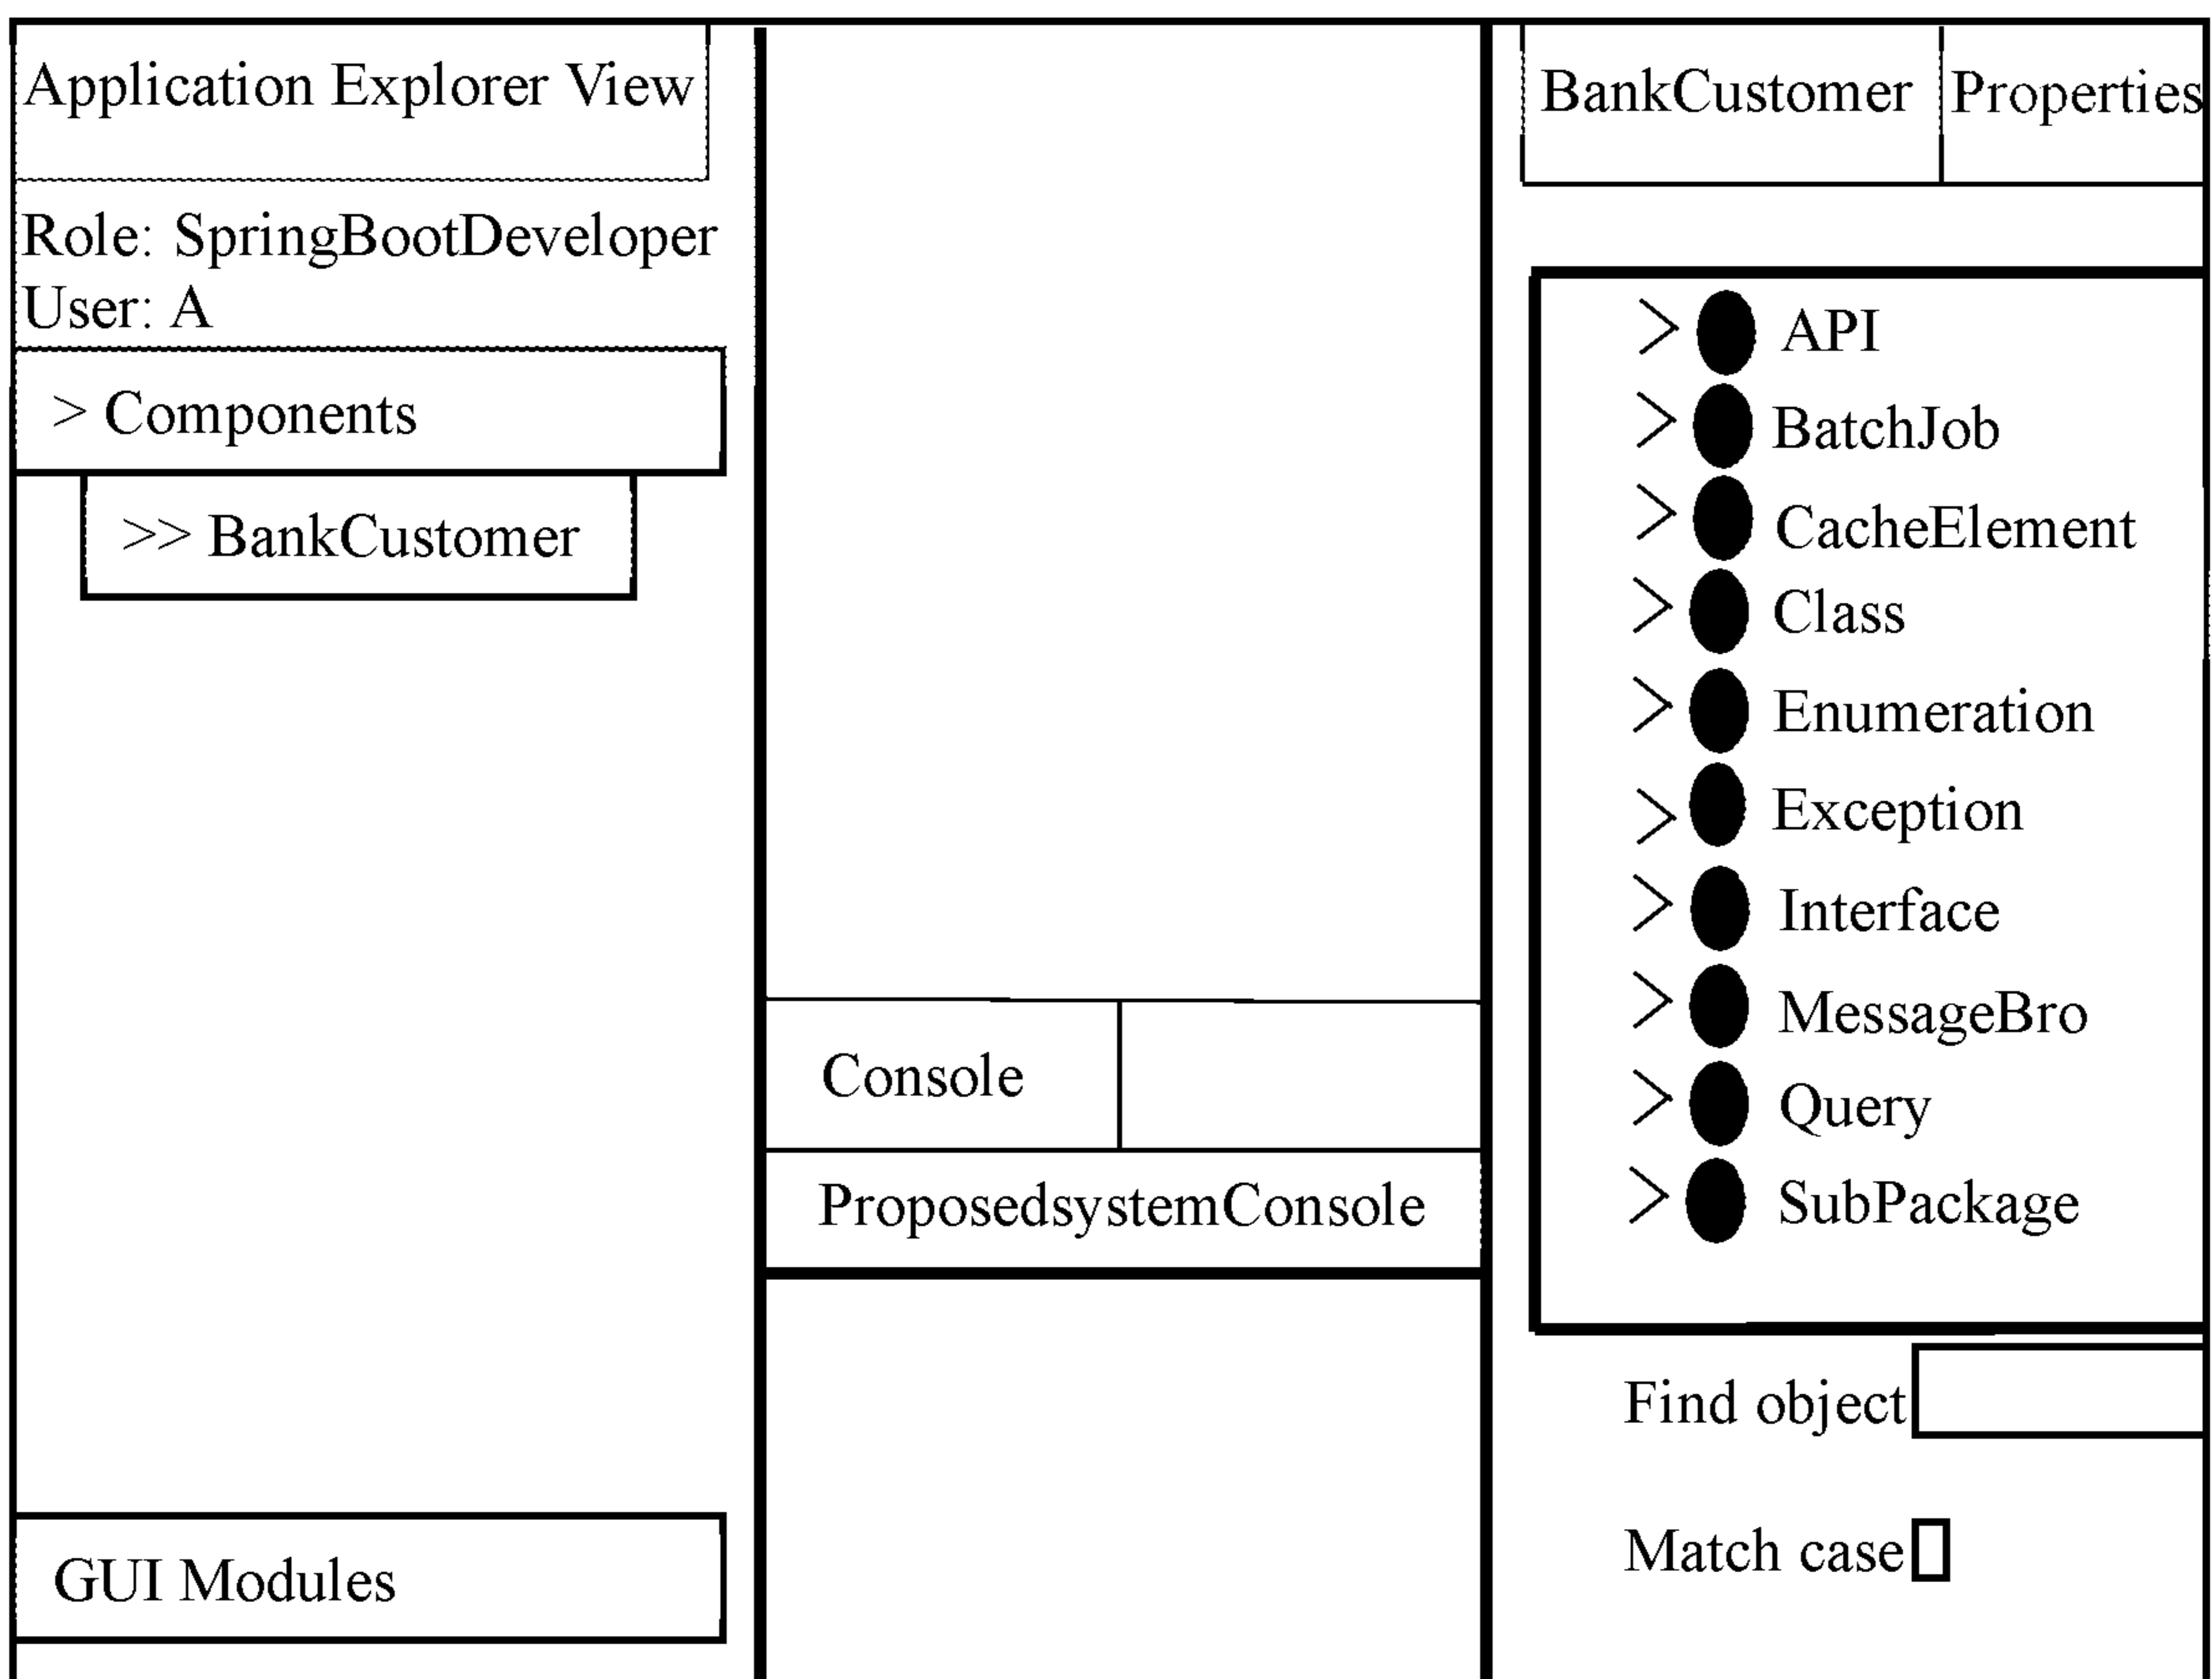 Application Explorer View
Role: SpringBootDeveloper
User: A
> Components
>> BankCustomer
GUI Modules
Console
ProposedsystemConsole
BankCustomer
Properties
> API
> BatchJob
> CacheElement
> Class
> Enumeration
> Exception
> Interface
> MessageBro
> Query
> SubPackage
Find object
Match case